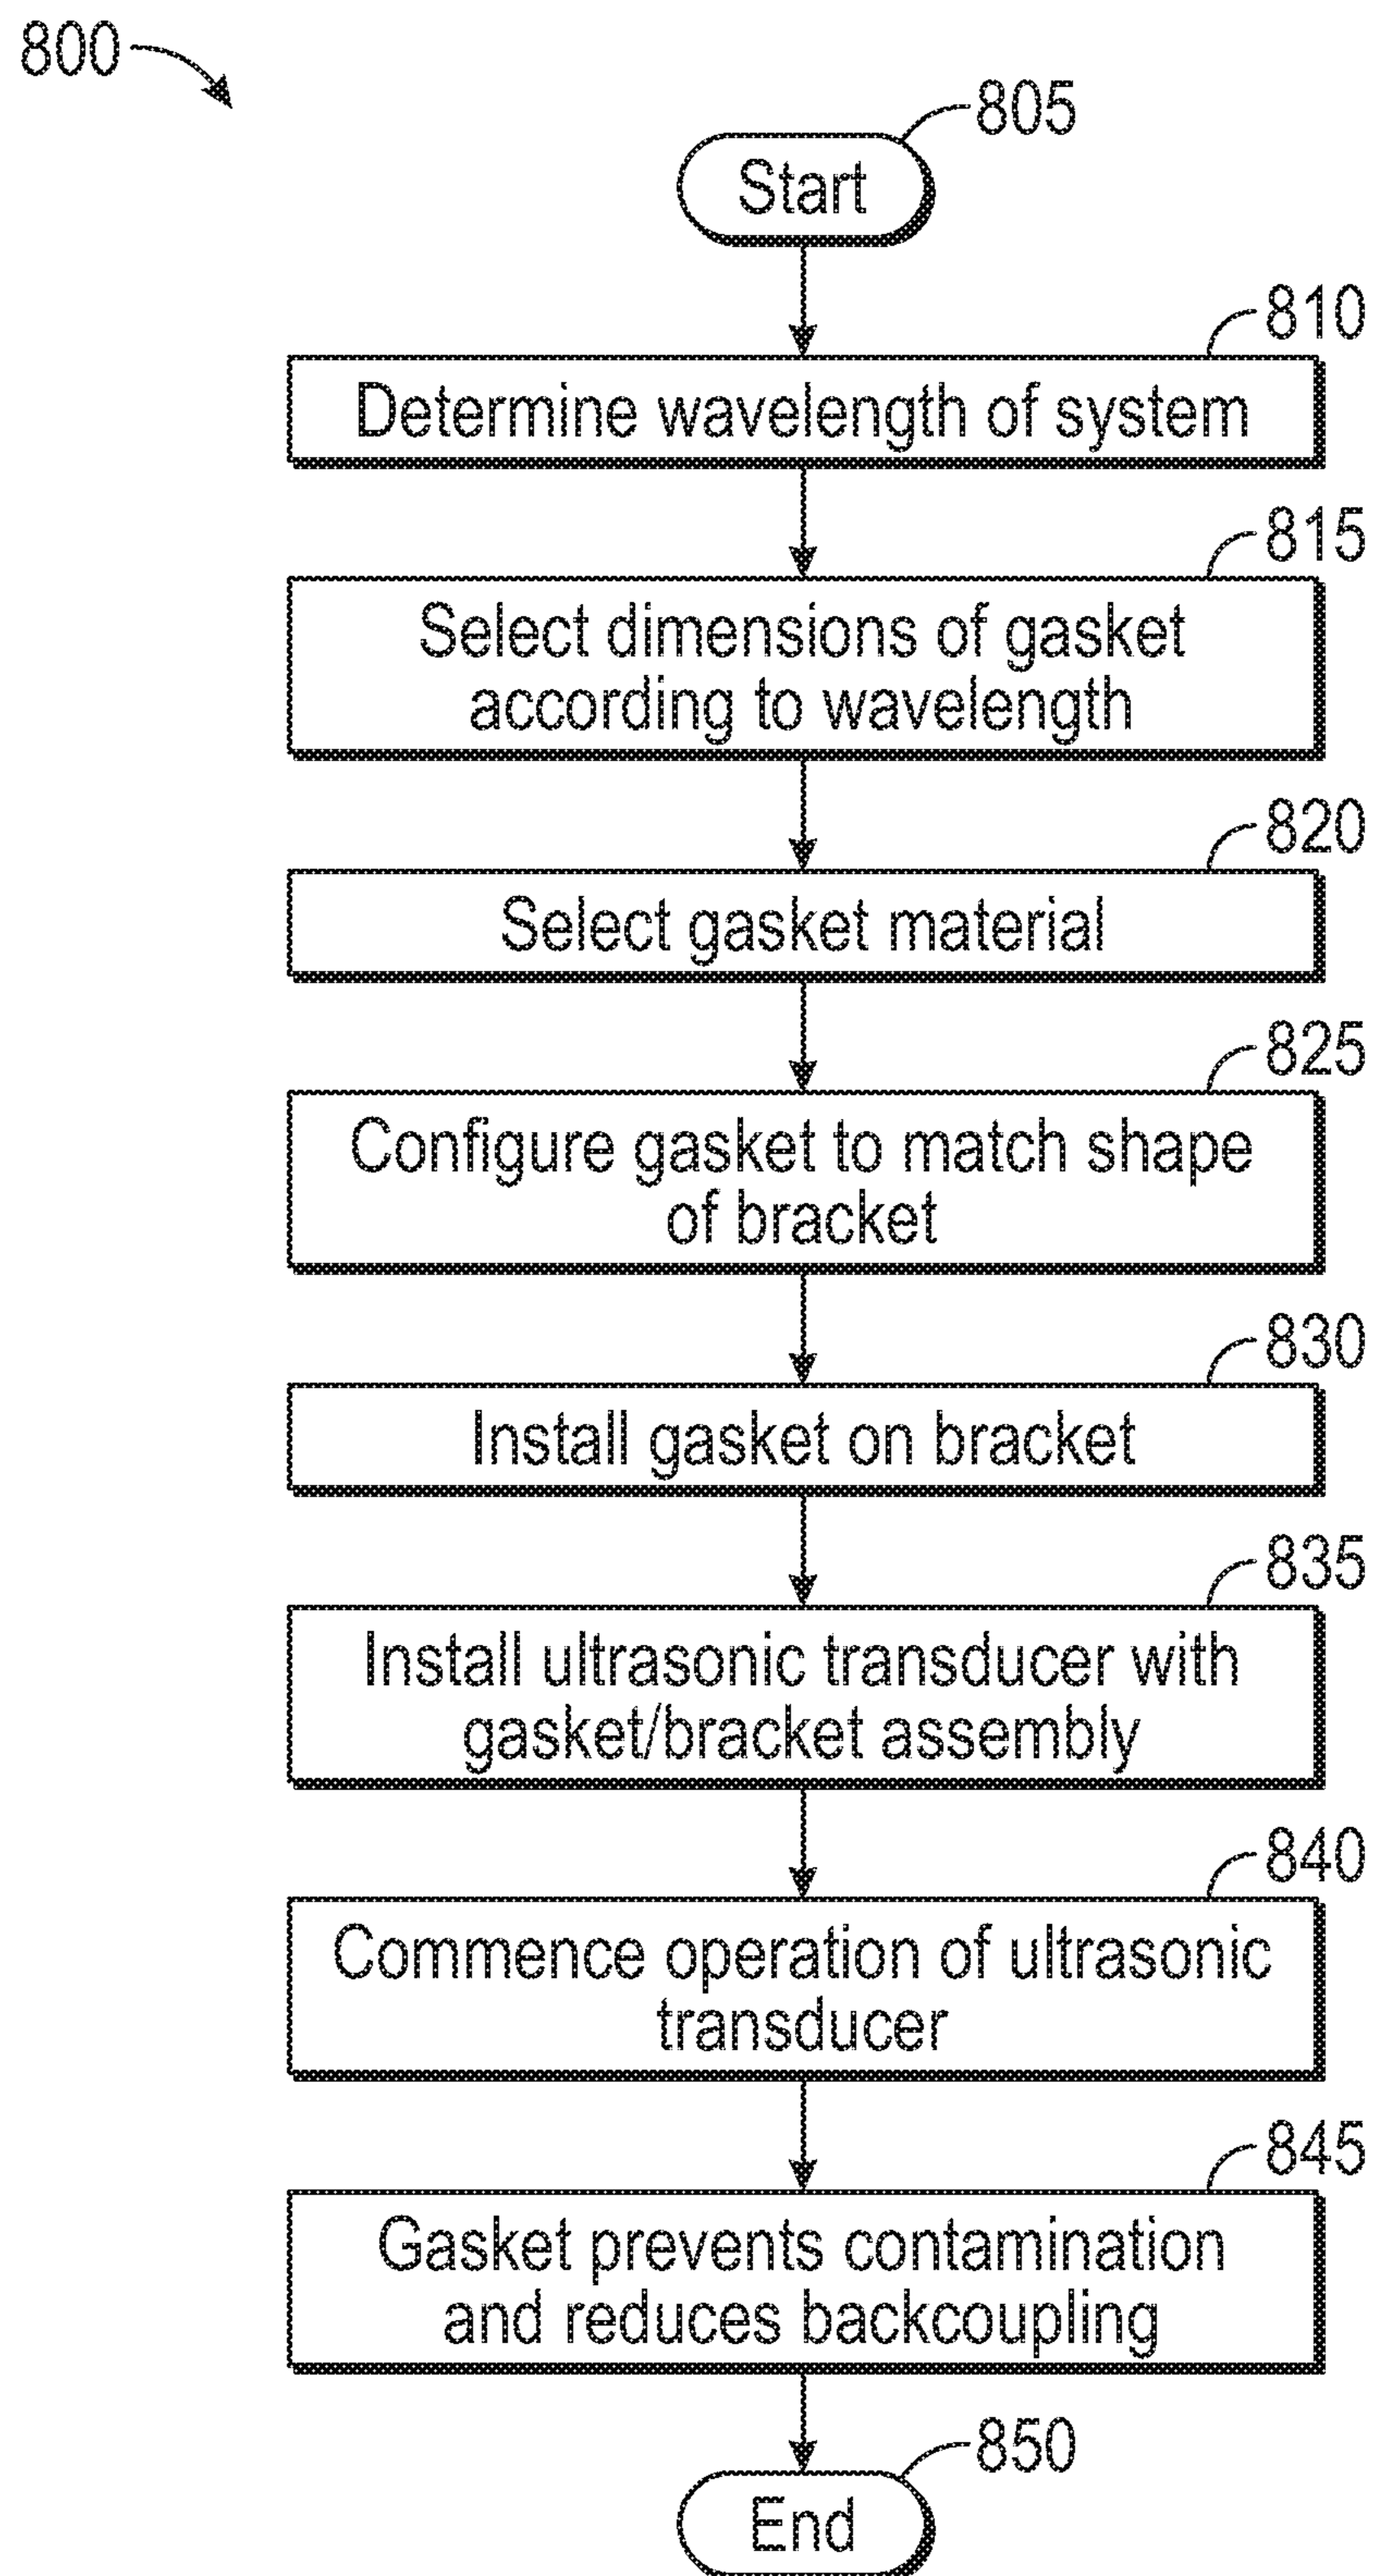 800
805
Start
810
Determine wavelength of system
815
Select dimensions of gasket
according to wavelength
820
Select gasket material
825
Configure gasket to match shape
of bracket
830
Install gasket on bracket
835
Install ultrasonic transducer with
gasket/bracket assembly
840
Commence operation of ultrasonic
transducer
845
Gasket prevents contamination
and reduces backcoupling
850
End